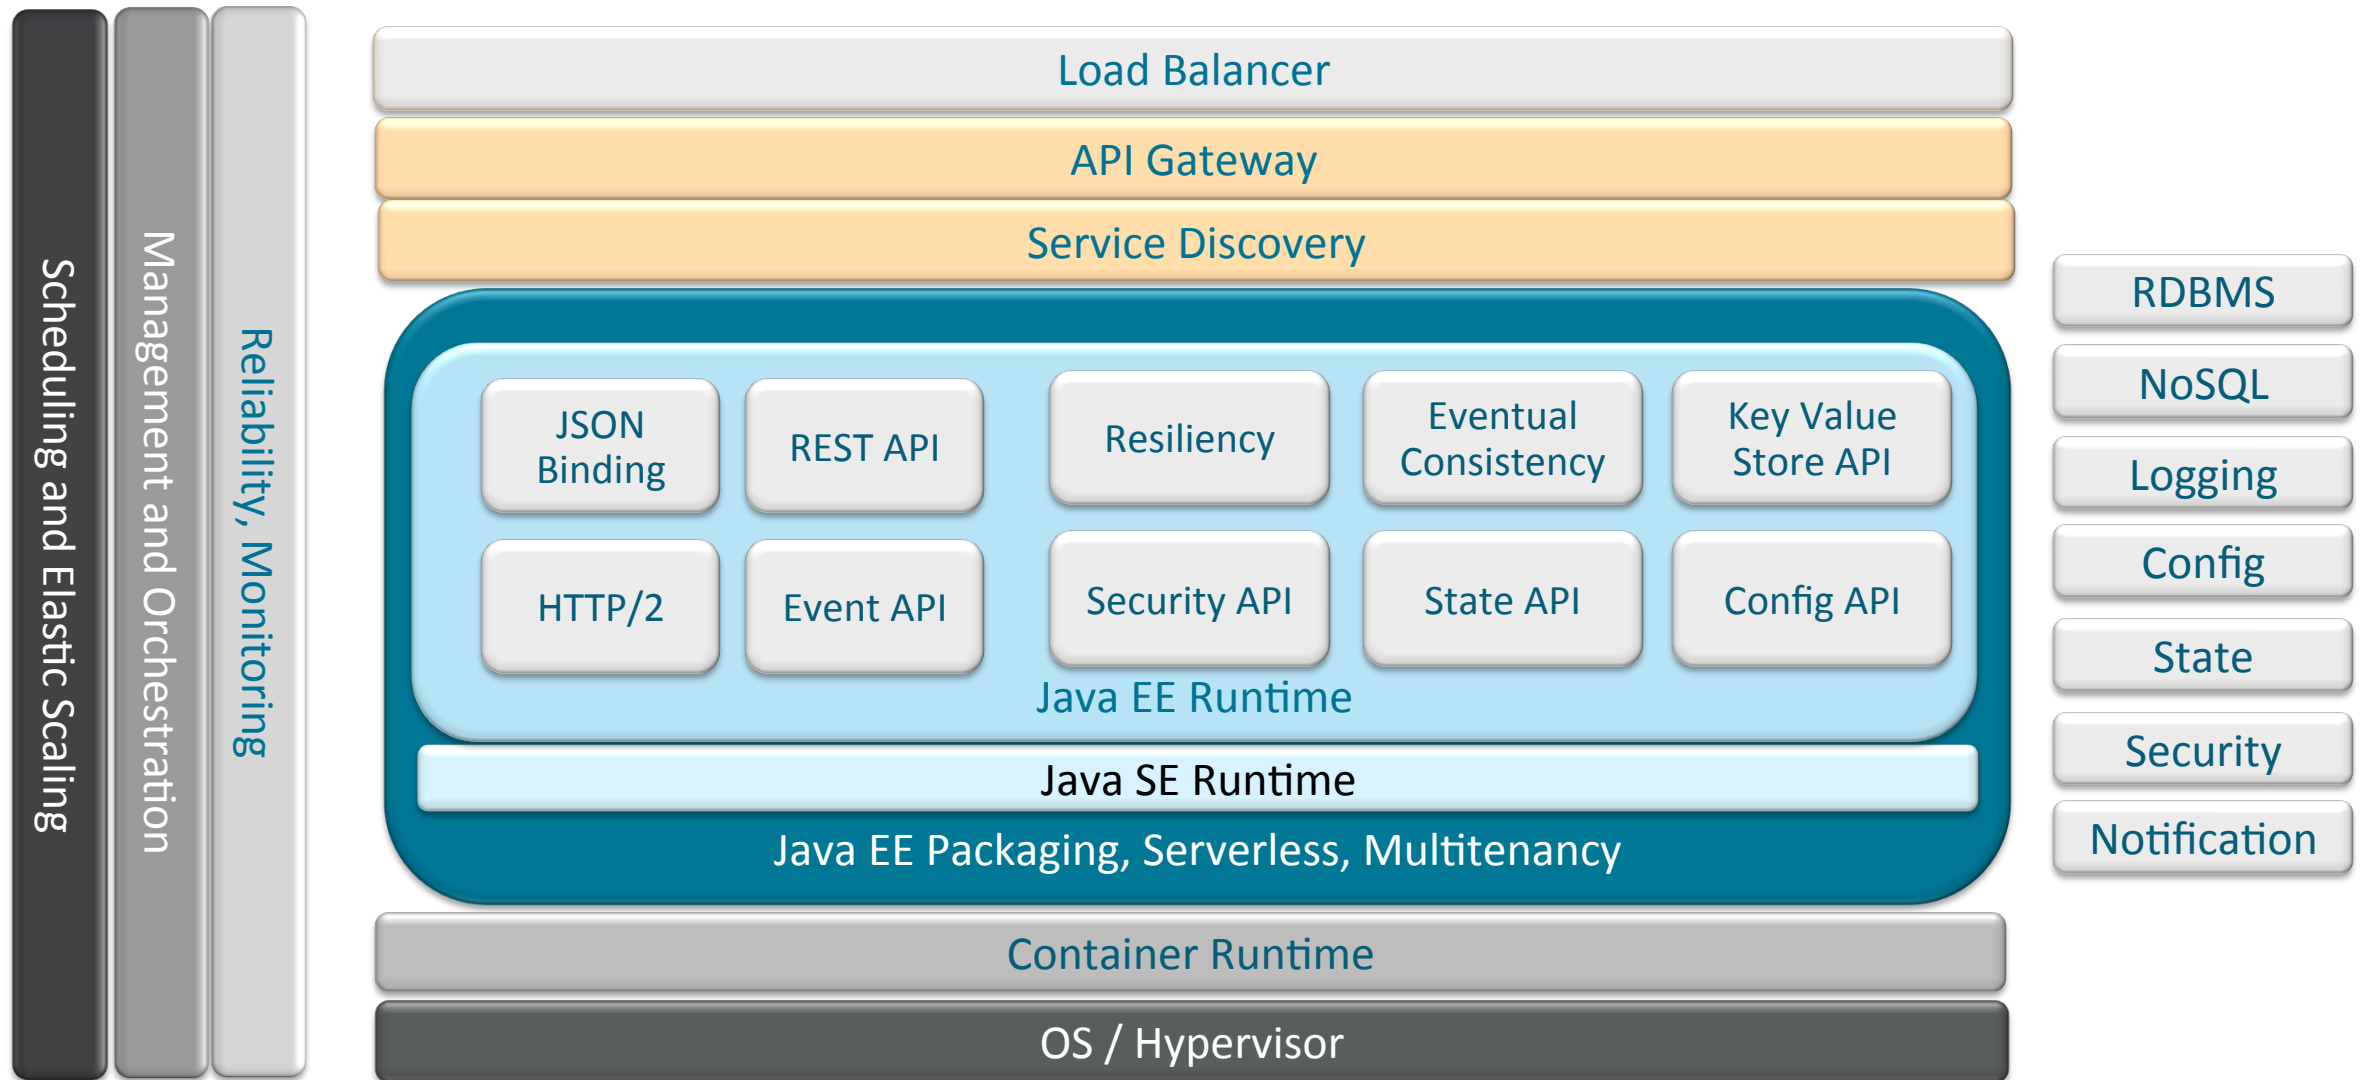 Scheduling and Elastic Scaling
Management and Orchestration
Reliability, Monitoring
Load Balancer
API Gateway
Service Discovery
JSON
Binding
REST API
Resiliency
Eventual
Consistency
Key Value
Store API
HTTP/2
Event API
Security API
State API
Config API
Java EE Runtime
Java SE Runtime
Java EE Packaging, Serverless, Multitenancy
Container Runtime
OS / Hypervisor
RDBMS
NoSQL
Logging
Config
State
Security
Notification